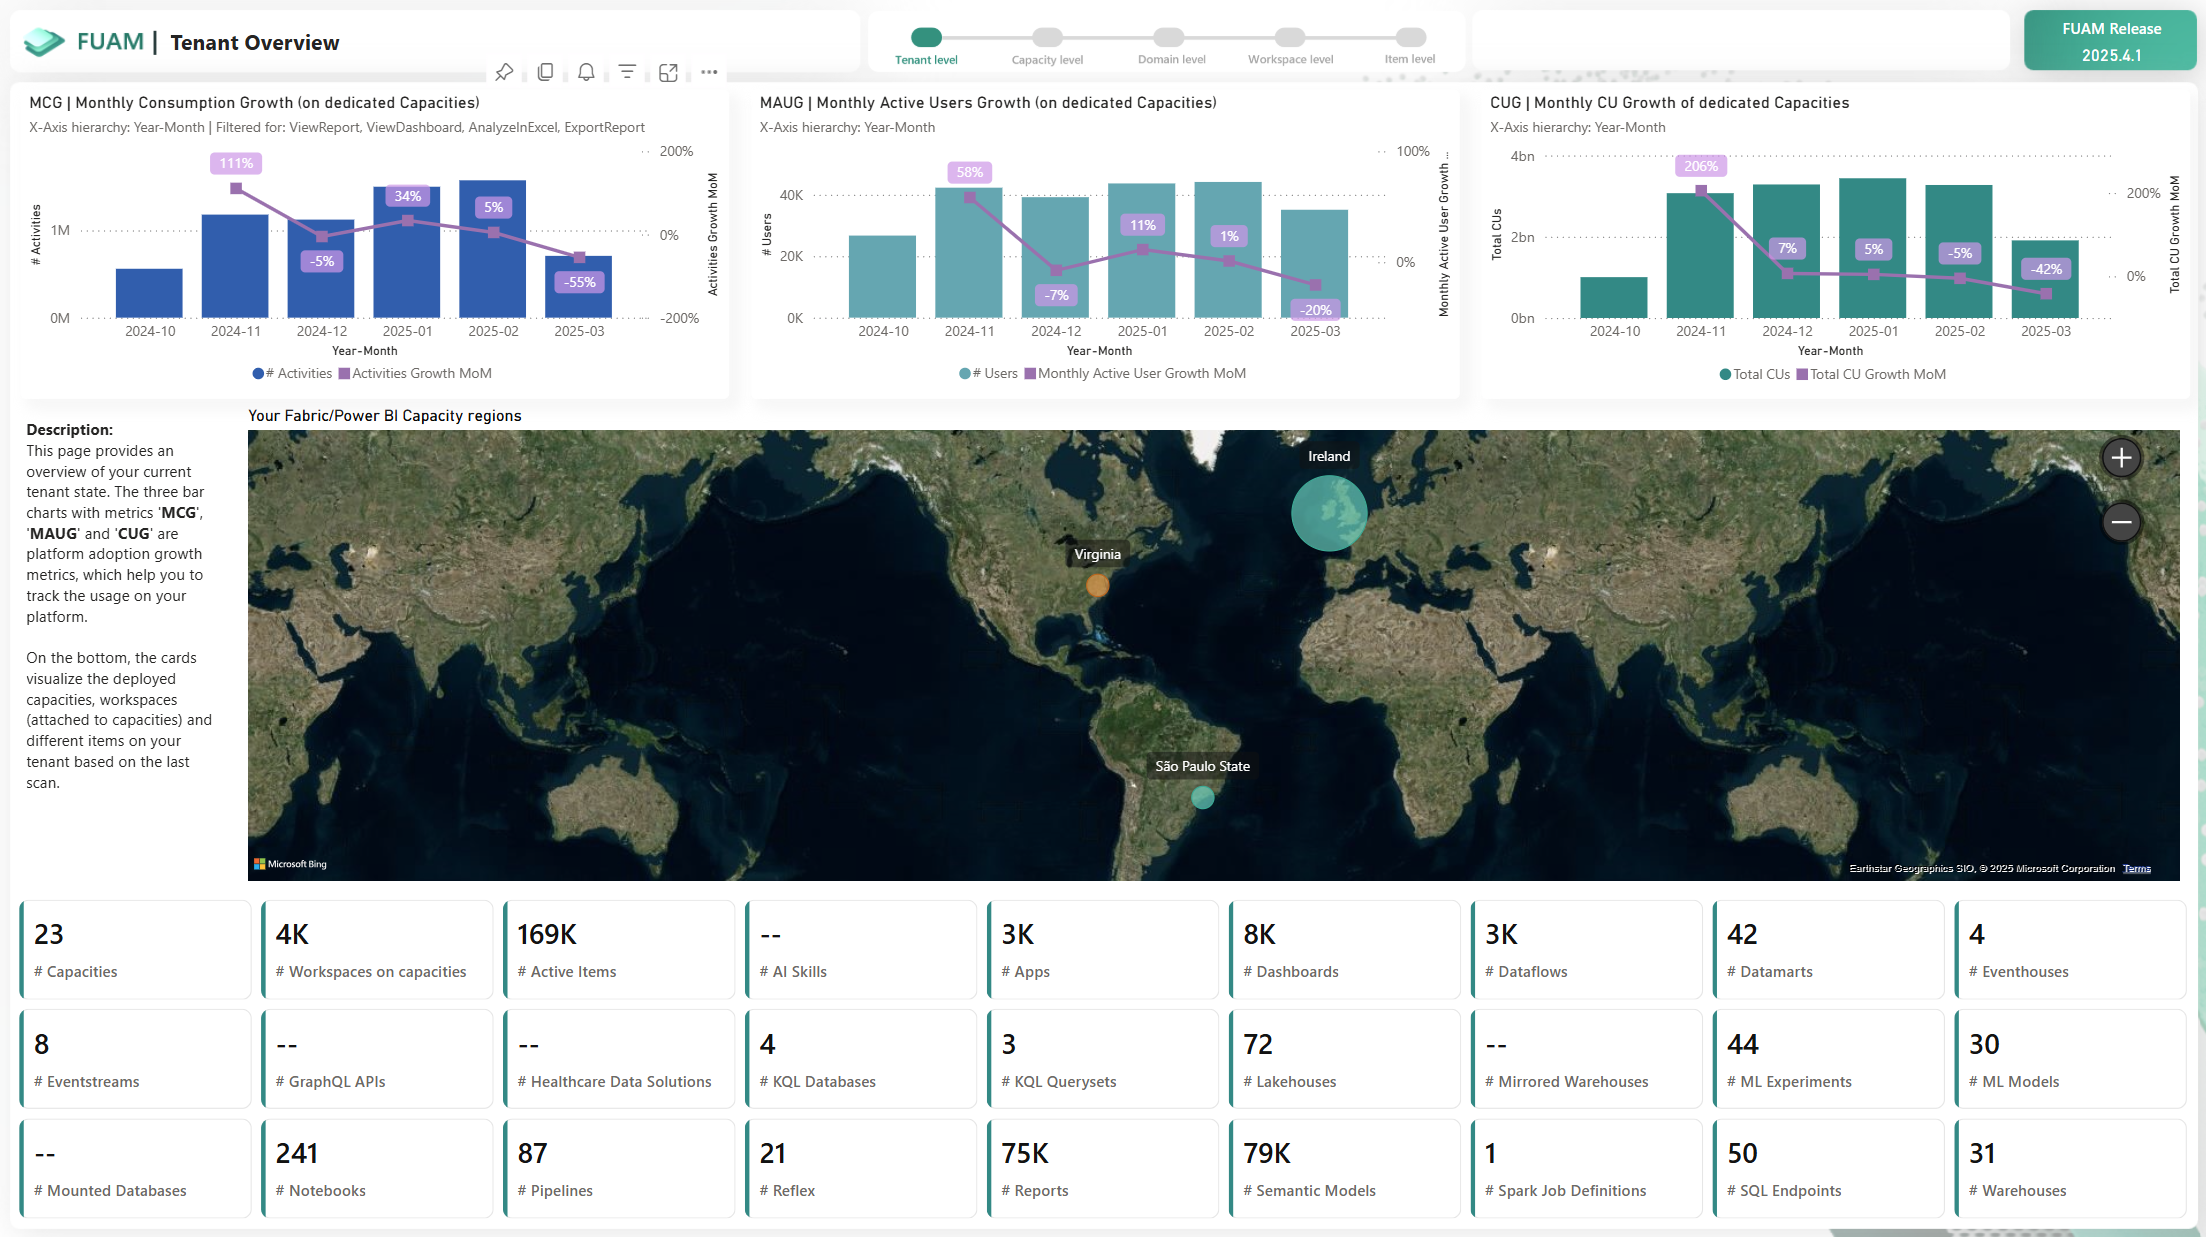 FUAM | Tenant Overview
Tenant level
Capacity level
Domain level
Workspace level
Item level
FUAM Release
2025.4.1
MCG | Monthly Consumption Growth (on dedicated Capacities)
X-Axis hierarchy: Year-Month | Filtered for: ViewReport, ViewDashboard, AnalyzeInExcel, ExportReport
# Activities
1M
0M
111%
-5%
34%
5%
-55%
200%
0%
-200%
Activities Growth MoM
2024-10 2024-11 2024-12 2025-01 2025-02 2025-03
Year-Month
# Activities Activities Growth MoM
MAUG | Monthly Active Users Growth (on dedicated Capacities)
X-Axis hierarchy: Year-Month
# Users
40K
20K
0K
58%
-7%
11%
1%
-20%
100%
0%
Monthly Active User Growth ...
2024-10 2024-11 2024-12 2025-01 2025-02 2025-03
Year-Month
# Users Monthly Active User Growth MoM
CUG | Monthly CU Growth of dedicated Capacities
X-Axis hierarchy: Year-Month
Total CUs
4bn
2bn
0bn
206%
7%
5%
-5%
-42%
200%
0%
Total CU Growth MoM
2024-10 2024-11 2024-12 2025-01 2025-02 2025-03
Year-Month
Total CUs Total CU Growth MoM
Description:
This page provides an
overview of your current
tenant state. The three bar
charts with metrics 'MCG',
'MAUG' and 'CUG' are
platform adoption growth
metrics, which help you to
track the usage on your
platform.
On the bottom, the cards
visualize the deployed
capacities, workspaces
(attached to capacities) and
different items on your
tenant based on the last
scan.
Your Fabric/Power BI Capacity regions
Ireland
Virginia
São Paulo State
Microsoft Bing
Earthstar Geographics SIO, © 2025 Microsoft Corporation Terms
23
# Capacities
4K
# Workspaces on capacities
169K
# Active Items
--
# AI Skills
3K
# Apps
8K
# Dashboards
3K
# Dataflows
42
# Datamarts
4
# Eventhouses
8
# Eventstreams
--
# GraphQL APIs
--
# Healthcare Data Solutions
4
# KQL Databases
3
# KQL Querysets
72
# Lakehouses
--
# Mirrored Warehouses
44
# ML Experiments
30
# ML Models
--
# Mounted Databases
241
# Notebooks
87
# Pipelines
21
# Reflex
75K
# Reports
79K
# Semantic Models
1
# Spark Job Definitions
50
# SQL Endpoints
31
# Warehouses